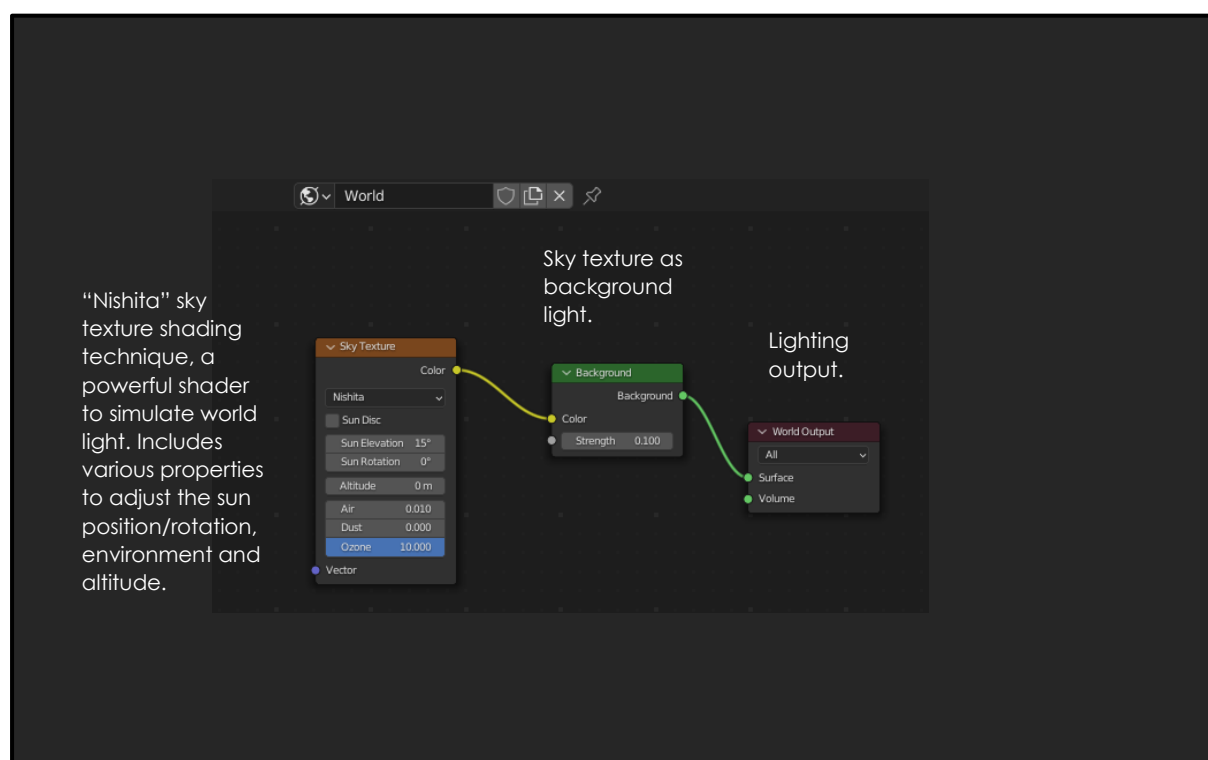 World
Sky texture as
background
light.
“Nishita” sky
texture shading
technique, a
powerful shader
to simulate world
light. Includes
various properties
to adjust the sun
position/rotation,
environment and
altitude.
Lighting
output.
Sky Texture
Color
Nishita
Sun Disc
Sun Elevation 15°
Sun Rotation 0°
Altitude 0 m
Air 0.010
Dust 0.000
Ozone 10.000
Vector
Background
Background
Color
Strength 0.100
World Output
All
Surface
Volume